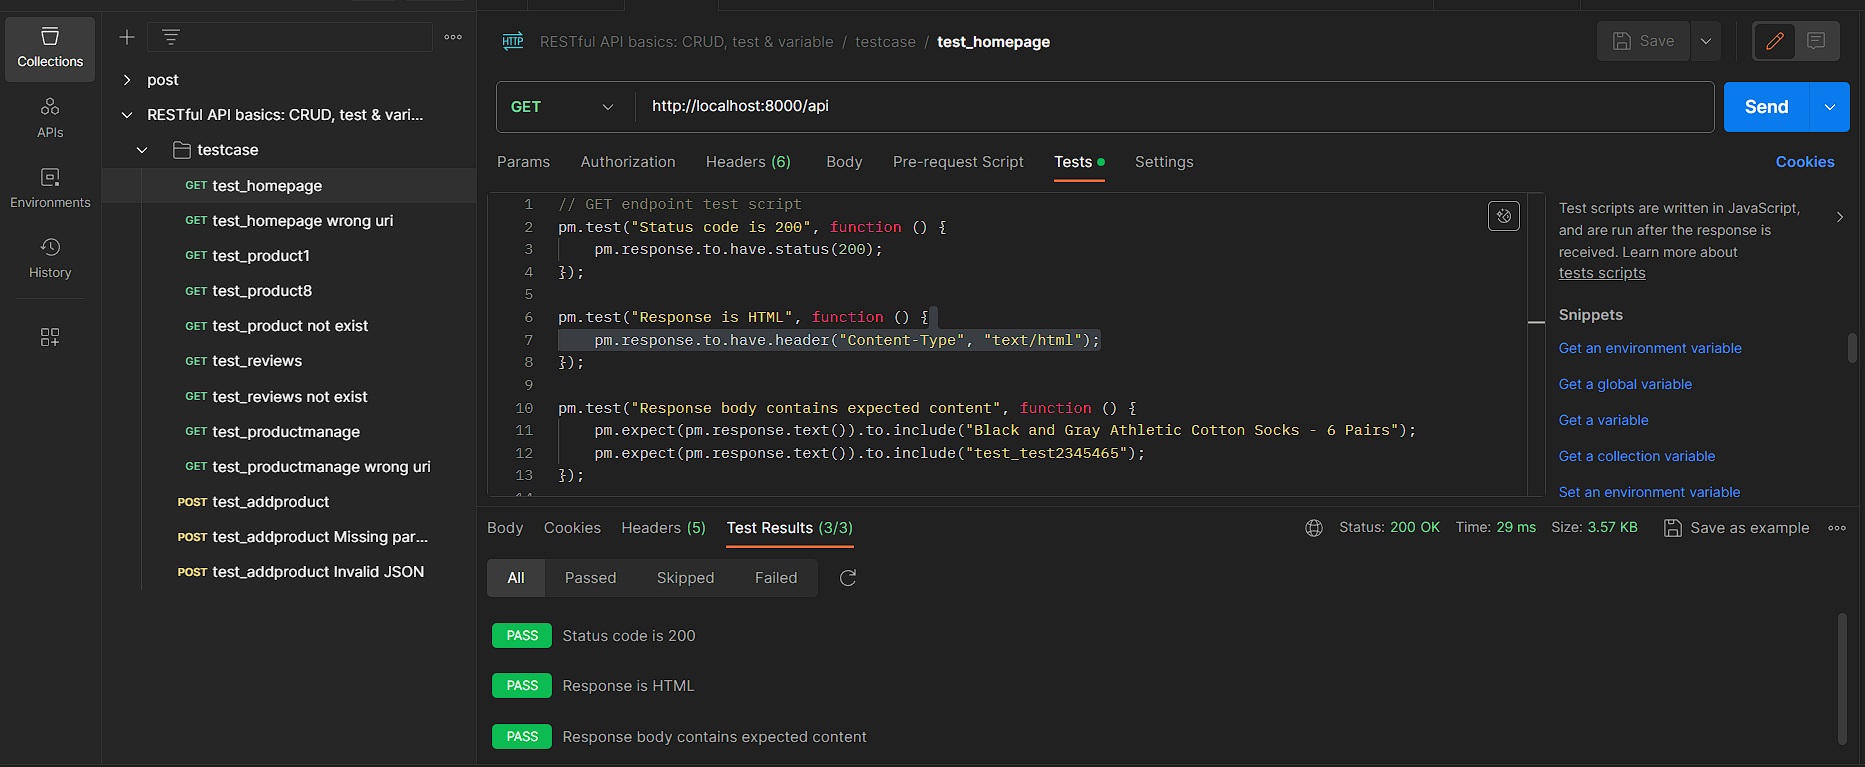 Collections
APIs
Environments
History
post
RESTful API basics: CRUD, test & vari...
testcase
GET test_homepage
GET test_homepage wrong uri
GET test_product1
GET test_product8
GET test_product not exist
GET test_reviews
GET test_reviews not exist
GET test_productmanage
GET test_productmanage wrong uri
POST test_addproduct
POST test_addproduct Missing par...
POST test_addproduct Invalid JSON
HTTP RESTful API basics: CRUD, test & variable / testcase / test_homepage
Save
GET http://localhost:8000/api
Send
Params Authorization Headers (6) Body Pre-request Script Tests Settings
Cookies
1 // GET endpoint test script
2 pm.test("Status code is 200", function () {
3 pm.response.to.have.status(200);
4 });
5
6 pm.test("Response is HTML", function () {
7 pm.response.to.have.header("Content-Type", "text/html");
8 });
9
10 pm.test("Response body contains expected content", function () {
11 pm.expect(pm.response.text()).to.include("Black and Gray Athletic Cotton Socks - 6 Pairs");
12 pm.expect(pm.response.text()).to.include("test_test2345465");
13 });
14
Test scripts are written in JavaScript,
and are run after the response is
received. Learn more about
tests scripts
Snippets
Get an environment variable
Get a global variable
Get a variable
Get a collection variable
Set an environment variable
Body Cookies Headers (5) Test Results (3/3)
Status: 200 OK Time: 29 ms Size: 3.57 KB Save as example
All Passed Skipped Failed
PASS Status code is 200
PASS Response is HTML
PASS Response body contains expected content